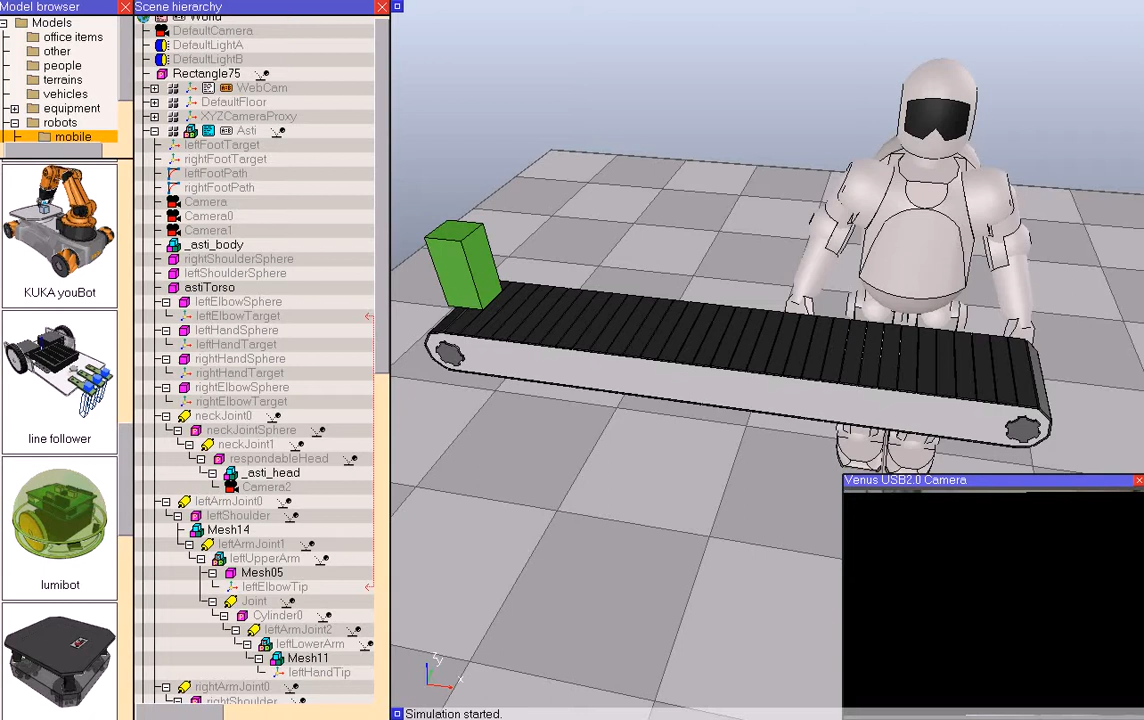 Model browser
Models
office items
other
people
terrains
vehicles
equipment
robots
mobile
KUKA youBot
line follower
lumibot
Scene hierarchy
World
DefaultCamera
DefaultLightA
DefaultLightB
Rectangle75
WebCam
DefaultFloor
XYZCameraProxy
Asti
leftFootTarget
rightFootTarget
leftFootPath
rightFootPath
Camera
Camera0
Camera1
_asti_body
rightShoulderSphere
leftShoulderSphere
astiTorso
leftElbowSphere
leftElbowTarget
leftHandSphere
leftHandTarget
rightHandSphere
rightHandTarget
rightElbowSphere
rightElbowTarget
neckJoint0
neckJointSphere
neckJoint1
respondableHead
_asti_head
Camera2
leftArmJoint0
leftShoulder
Mesh14
leftArmJoint1
leftUpperArm
Mesh05
leftElbowTip
Joint
Cylinder0
leftArmJoint2
leftLowerArm
Mesh11
leftHandTip
rightArmJoint0
rightShoulder
Venus USB2.0 Camera
z
y
x
Simulation started.